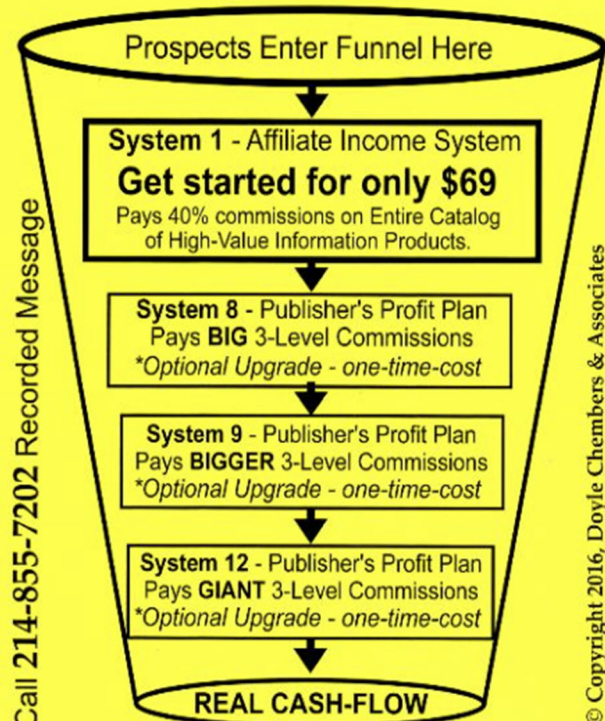 Prospects Enter Funnel Here
System 1 - Affiliate Income System
Get started for only $69
Pays 40% commissions on Entire Catalog
of High-Value Information Products.
System 8 - Publisher's Profit Plan
Pays BIG 3-Level Commissions
*Optional Upgrade - one-time-cost
System 9 - Publisher's Profit Plan
Pays BIGGER 3-Level Commissions
*Optional Upgrade - one-time-cost
System 12 - Publisher's Profit Plan
Pays GIANT 3-Level Commissions
*Optional Upgrade - one-time-cost
REAL CASH-FLOW
Call 214-855-7202 Recorded Message
© Copyright 2016, Doyle Chembers & Associates